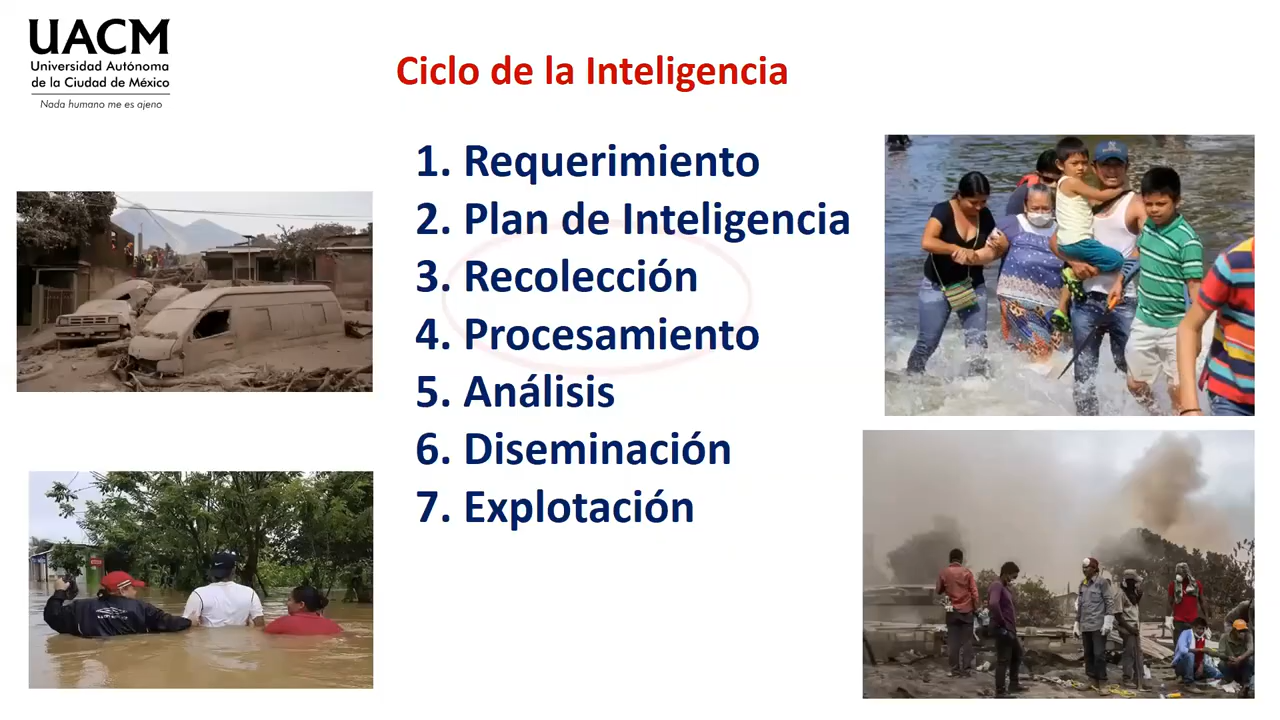 UACM
Universidad Autónoma
de la Ciudad de México
Nada humano me es ajeno
Ciclo de la Inteligencia
1. Requerimiento
2. Plan de Inteligencia
3. Recolección
4. Procesamiento
5. Análisis
6. Diseminación
7. Explotación